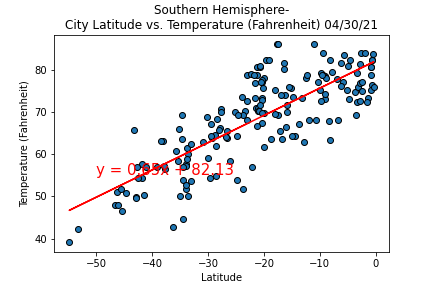 Southern Hemisphere-
City Latitude vs. Temperature (Fahrenheit) 04/30/21
Temperature (Fahrenheit)
80
70
60
50
40
y = 0.65x + 82.13
−50
−40
−30
−20
−10
0
Latitude